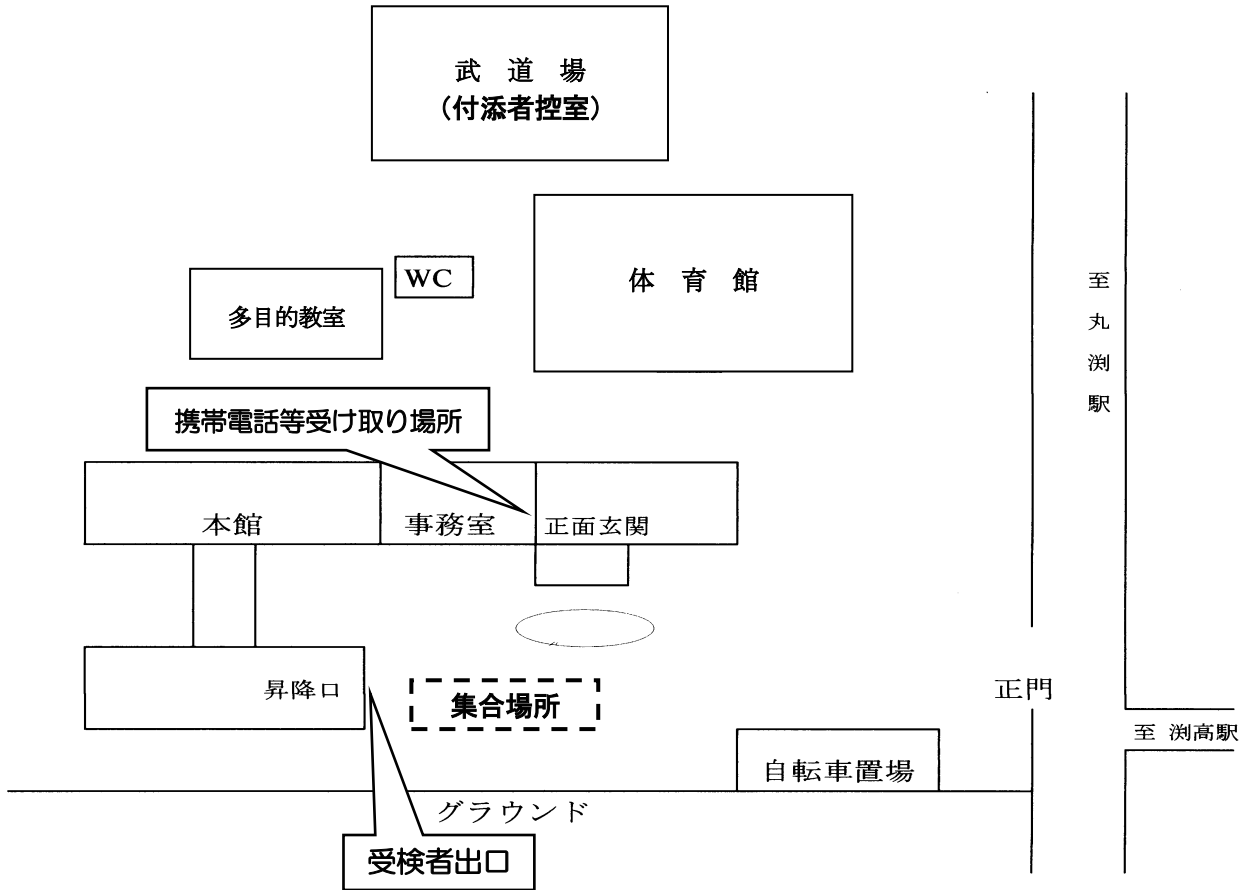 武道場
(付添者控室)
体育館
WC
多目的教室
至丸渕駅
携帯電話等受け取り場所
本館
事務室
正面玄関
昇降口
集合場所
正門
至 渕高駅
自転車置場
グラウンド
受検者出口